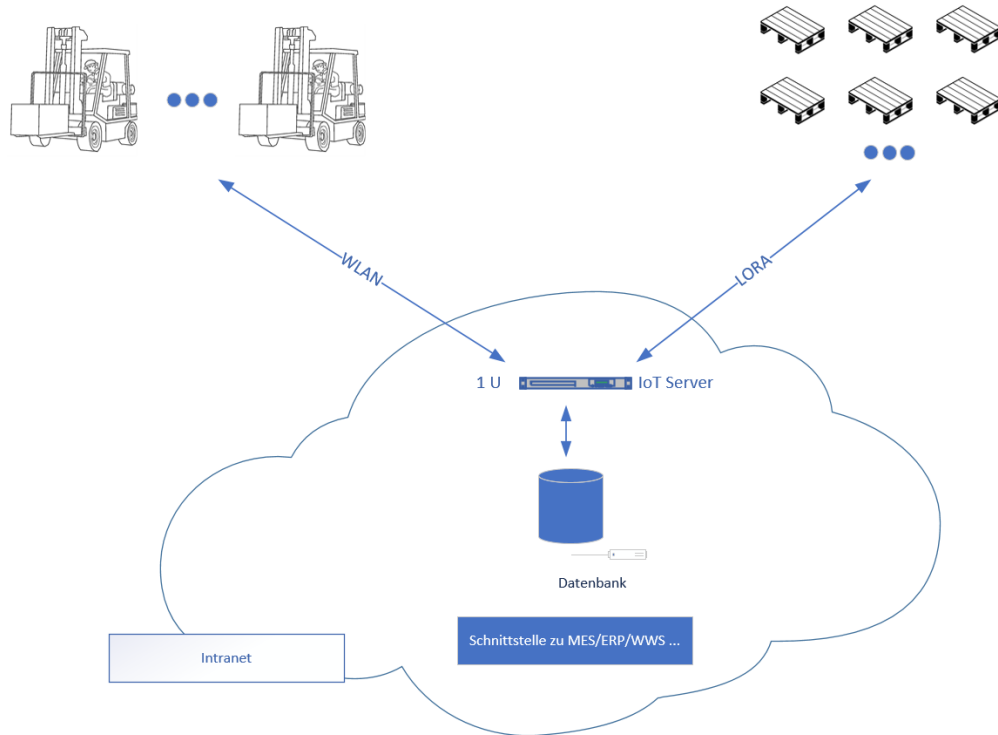 WLAN
LORA
1 U
IoT Server
Datenbank
Schnittstelle zu MES/ERP/WWS ...
Intranet